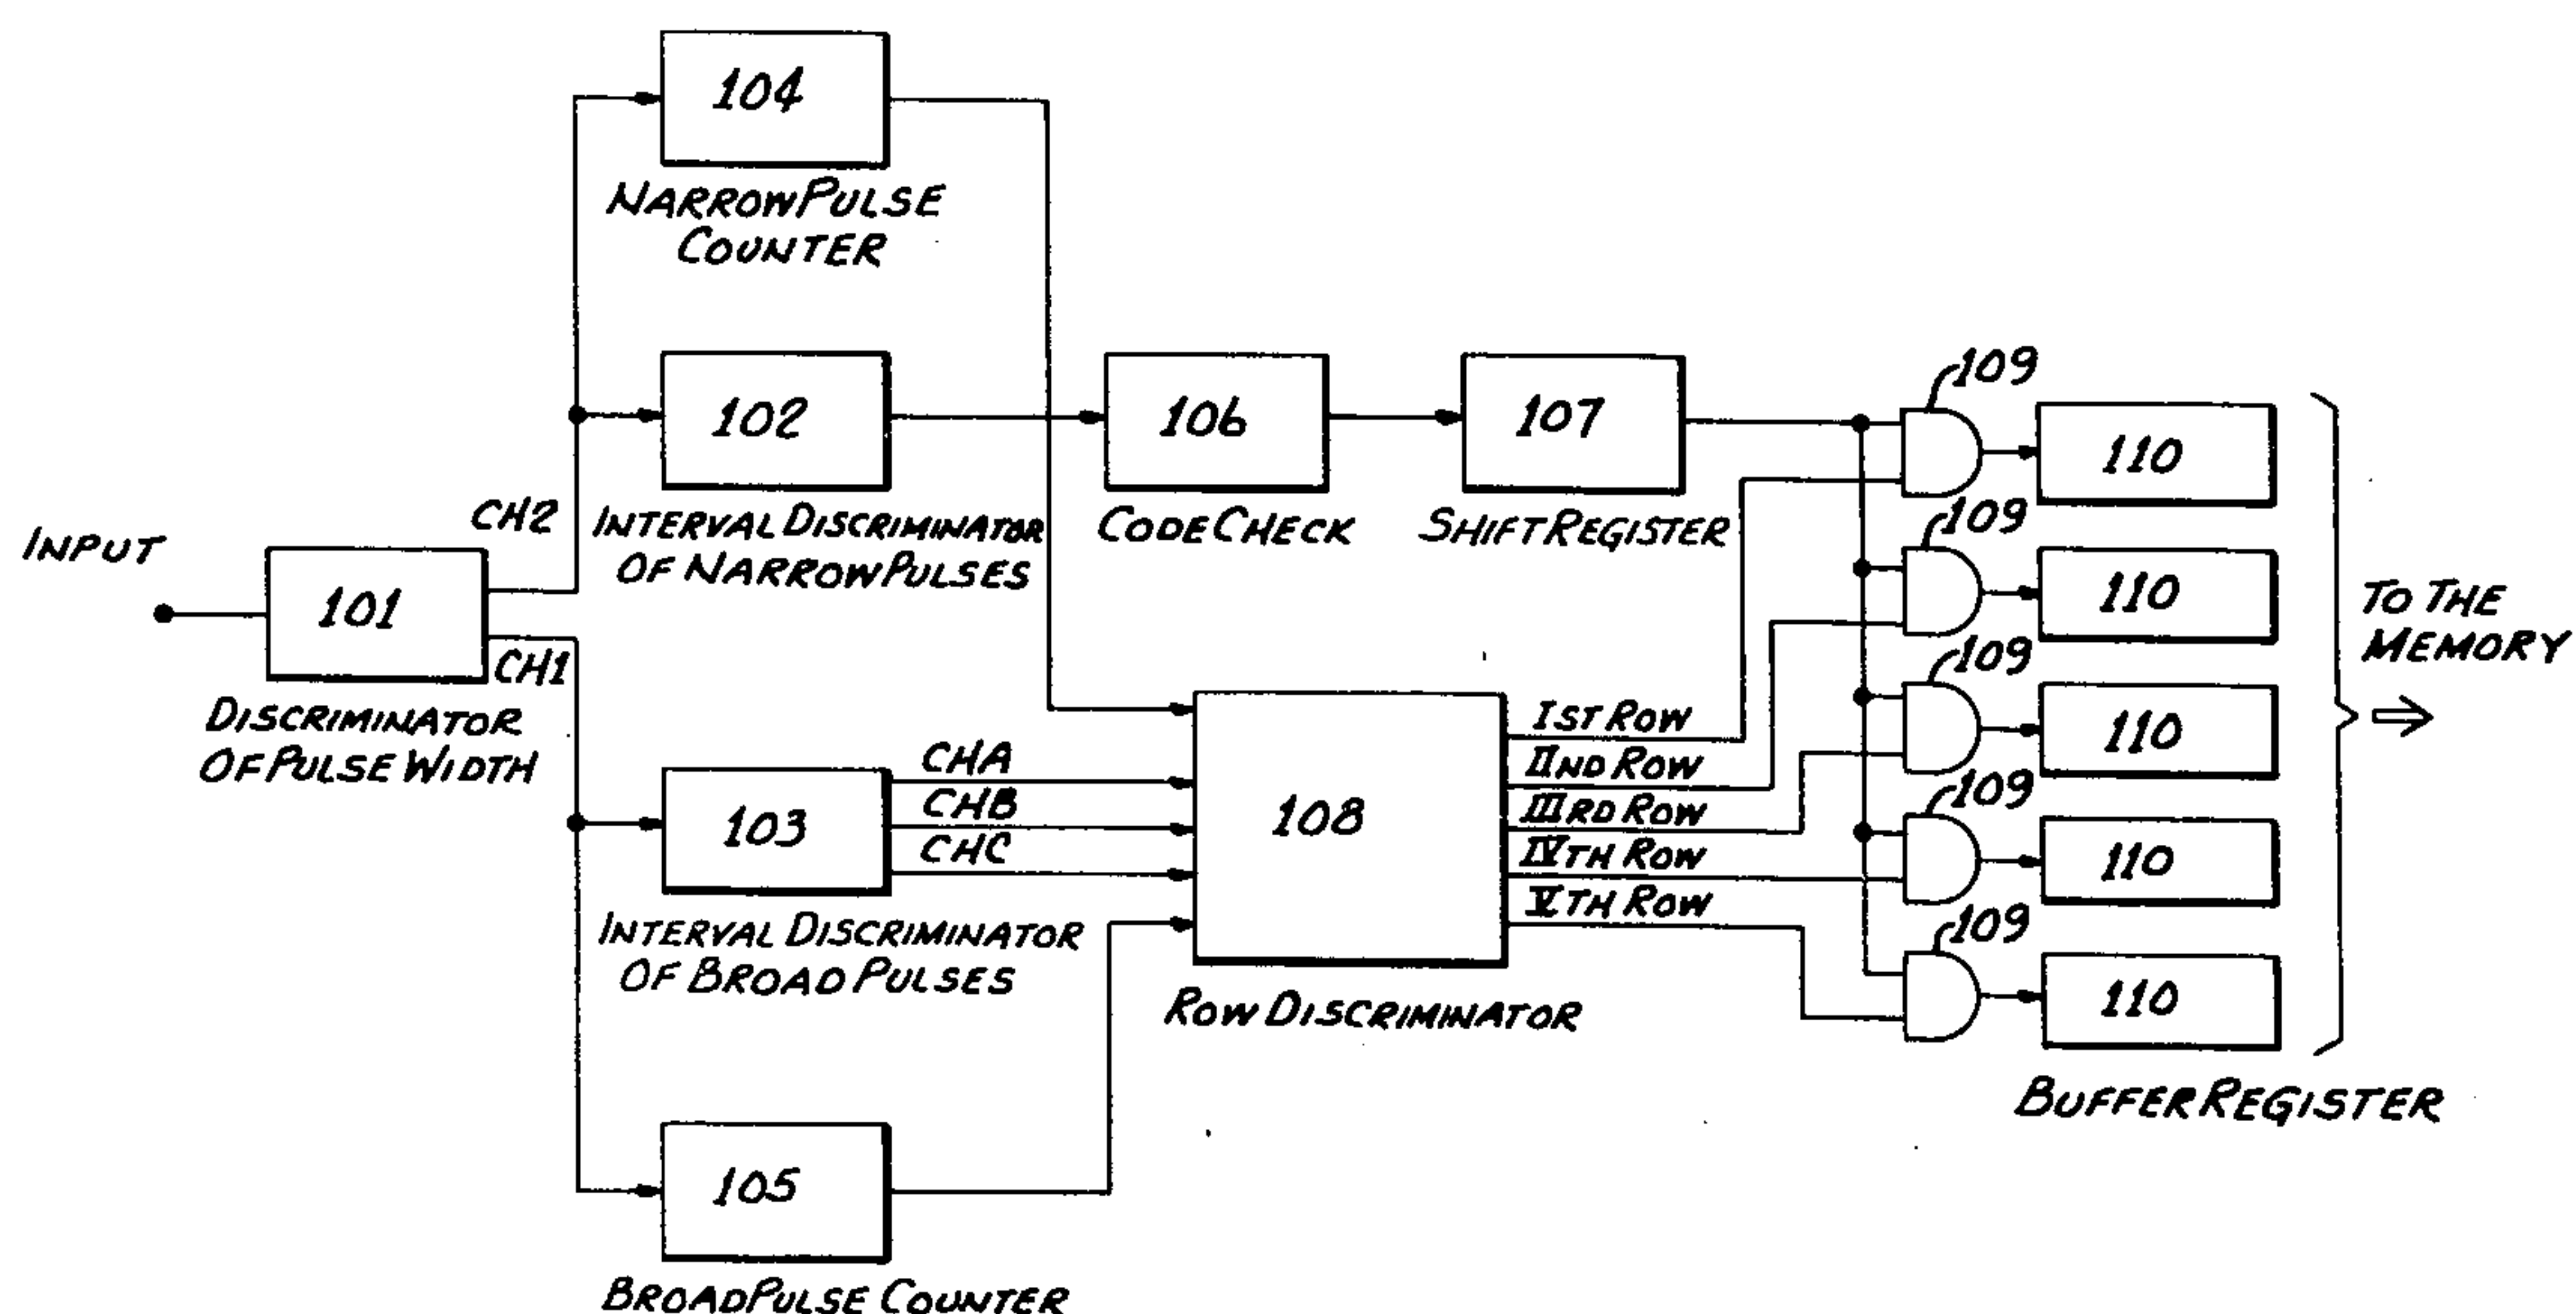 104
NARROW PULSE
COUNTER
102
INTERVAL DISCRIMINATOR
OF NARROW PULSES
106
CODE CHECK
107
SHIFT REGISTER
109
110
109
110
109
110
109
110
109
110
BUFFER REGISTER
TO THE
MEMORY
INPUT
101
CH2
CH1
DISCRIMINATOR
OF PULSE WIDTH
103
CHA
CHB
CHC
INTERVAL DISCRIMINATOR
OF BROAD PULSES
108
ROW DISCRIMINATOR
IST ROW
IIND ROW
IIIRD ROW
IVTH ROW
VTH ROW
105
BROAD PULSE COUNTER